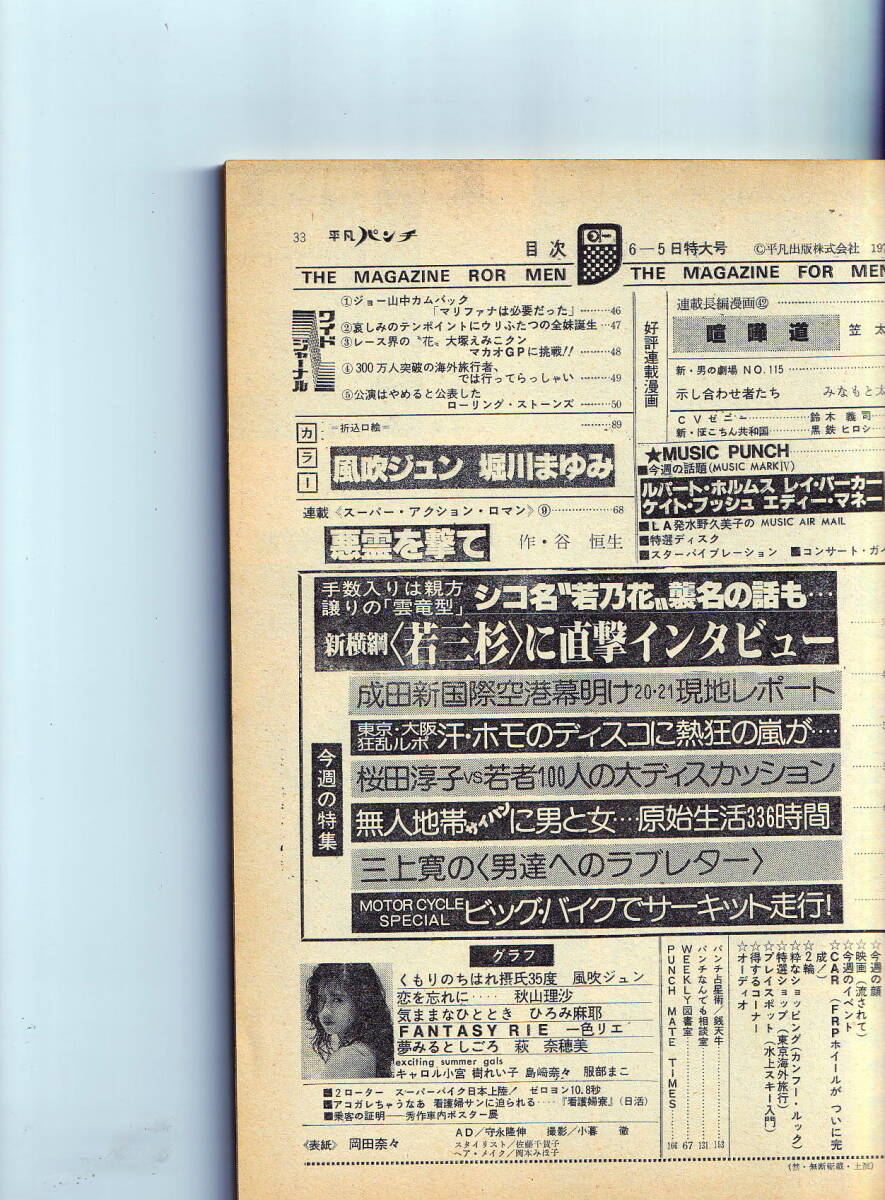 33 平凡パンチ
目次
6―5日特大号
©平凡出版株式会社 197
THE MAGAZINE ROR MEN
THE MAGAZINE FOR MEN
ワイドジャーナル
①ジョー山中カムバック
「マリファナは必要だった」………46
②哀しみのテンポイントにウリふたつの全妹誕生…47
③レース界の〝花〟大塚えみこクン
マカオGPに挑戦!!………48
④300万人突破の海外旅行者、
では行ってらっしゃい………49
⑤公演はやめると公表した
ローリング・ストーンズ………50
カラー
=折込口絵=………89
風吹ジュン 堀川まゆみ
連載《スーパー・アクション・ロマン》⑨………………68
悪霊を撃て 作・谷 恒生
好評連載漫画
連載長編漫画㊷
喧嘩道 笠 太
新・男の劇場 NO.115
示し合わせ者たち みなもと太
CVゼニー 鈴木義司
新・ぽこちん共和国 黒鉄ヒロシ
★MUSIC PUNCH
■今週の話題(MUSIC MARKⅣ)
ルパート・ホルムス レイ・パーカー
ケイト・ブッシュ エディー・マネー
■LA発水野久美子の MUSIC AIR MAIL
■特選ディスク
■スターバイブレーション ■コンサート・ガイ
今週の特集
手数入りは親方
譲りの「雲竜型」 シコ名〝若乃花〟襲名の話も…
新横綱〈若三杉〉に直撃インタビュー
成田新国際空港幕明け20・21現地レポート
東京・大阪
狂乱ルポ 汗・ホモのディスコに熱狂の嵐が‥‥
桜田淳子VS若者100人の大ディスカッション
無人地帯サイパンに男と女…原始生活336時間
三上寛の〈男達へのラブレター〉
MOTOR CYCLE
SPECIAL ビッグ・バイクでサーキット走行!
グラフ
くもりのちはれ摂氏35度 風吹ジュン
恋を忘れに‥‥ 秋山理沙
気ままなひととき ひろみ麻耶
FANTASY RIE 一色リエ
夢みるとしごろ 萩 奈穂美
exciting summer gals
キャロル小宮 樹れい子 島崎奈々 服部まこ
■2ローター スーパーバイク日本上陸! ゼロヨン10.8秒
■アコガレちゃうなあ 看護婦サンに迫られる‥‥『看護婦寮』(日活)
■乗客の証明――秀作車内ポスター展
《表紙》 岡田奈々
AD/守永隆伸 撮影/小暮 徹
スタイリスト/佐藤千賀子
ヘア・メイク/岡本みほ子
☆今週の顔
☆映画(流されて)
☆今週のイベント
☆CAR(FRPホイールが ついに完
成!)
☆2輪
☆粋なショッピング(カンフー・ルック)
☆特選ショップ(東京海外旅行)
☆プレイスポット(水上スキー入門)
☆得するコーナー
☆オーディオ
パンチ占星術/銭天牛 153
パンチなんでも相談室 131
WEEKLY図書室 67
PUNCH MATE TIMES 166
(禁・無断転載・上演)